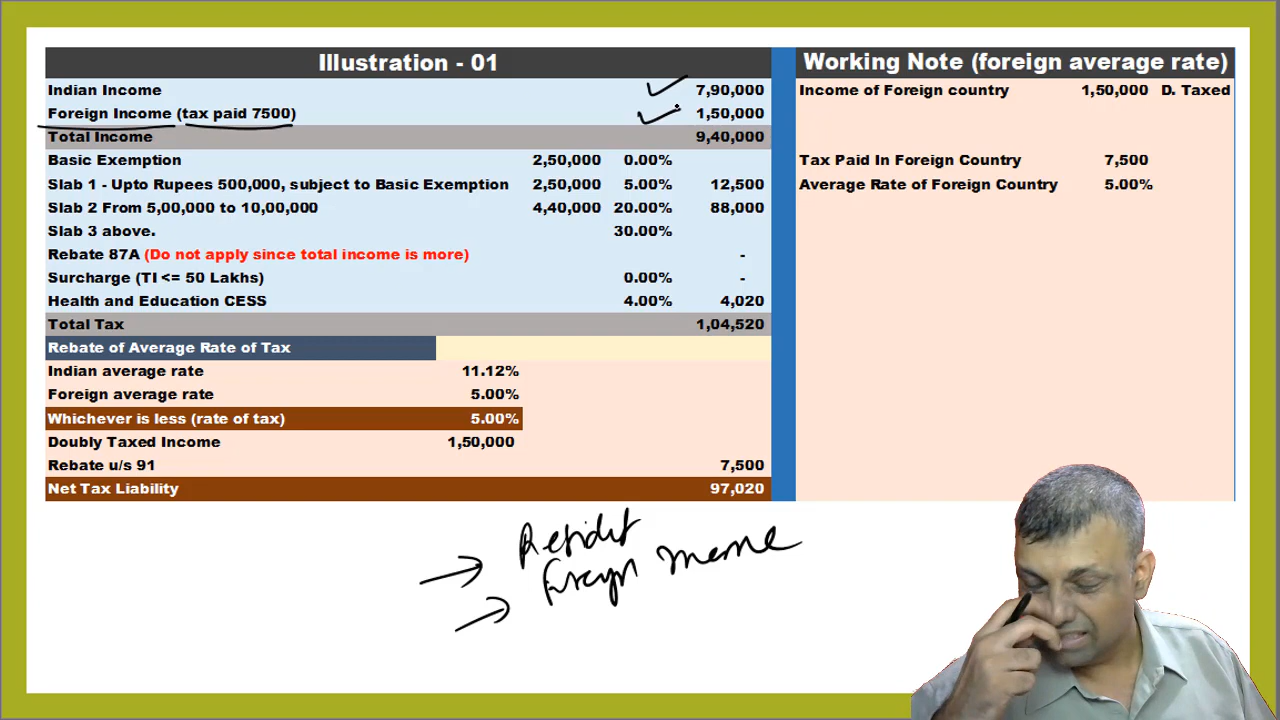 Illustration - 01
Indian Income 7,90,000
Foreign Income (tax paid 7500) 1,50,000
Total Income 9,40,000
Basic Exemption 2,50,000 0.00%
Slab 1 - Upto Rupees 500,000, subject to Basic Exemption 2,50,000 5.00% 12,500
Slab 2 From 5,00,000 to 10,00,000 4,40,000 20.00% 88,000
Slab 3 above. 30.00%
Rebate 87A (Do not apply since total income is more) -
Surcharge (TI <= 50 Lakhs) 0.00% -
Health and Education CESS 4.00% 4,020
Total Tax 1,04,520
Rebate of Average Rate of Tax
Indian average rate 11.12%
Foreign average rate 5.00%
Whichever is less (rate of tax) 5.00%
Doubly Taxed Income 1,50,000
Rebate u/s 91 7,500
Net Tax Liability 97,020
Working Note (foreign average rate)
Income of Foreign country 1,50,000 D. Taxed
Tax Paid In Foreign Country 7,500
Average Rate of Foreign Country 5.00%
Foreign